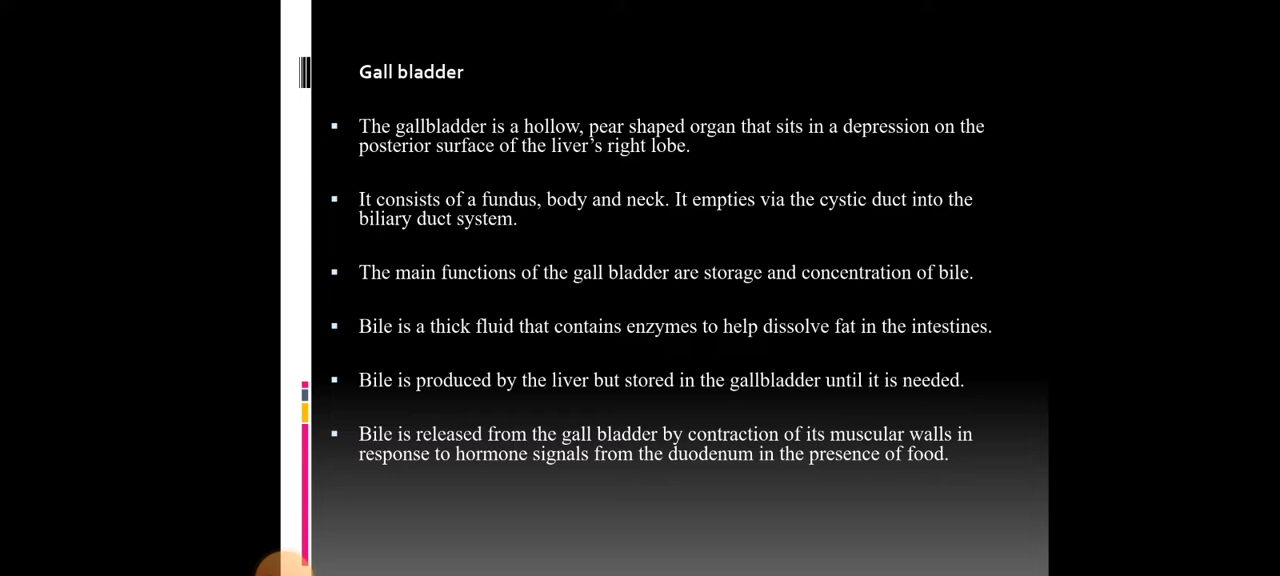 Gall bladder
The gallbladder is a hollow, pear shaped organ that sits in a depression on the
posterior surface of the liver's right lobe.
It consists of a fundus, body and neck. It empties via the cystic duct into the
biliary duct system.
The main functions of the gall bladder are storage and concentration of bile.
Bile is a thick fluid that contains enzymes to help dissolve fat in the intestines.
Bile is produced by the liver but stored in the gallbladder until it is needed.
Bile is released from the gall bladder by contraction of its muscular walls in
response to hormone signals from the duodenum in the presence of food.